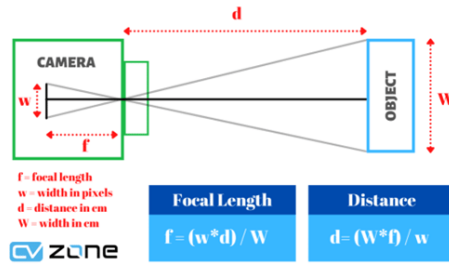 d
CAMERA
w
f
OBJECT
W
f = focal length
w = width in pixels
d = distance in cm
W = width in cm
CV ZONE
Focal Length
f = (w*d) / W
Distance
d= (W*f) / w